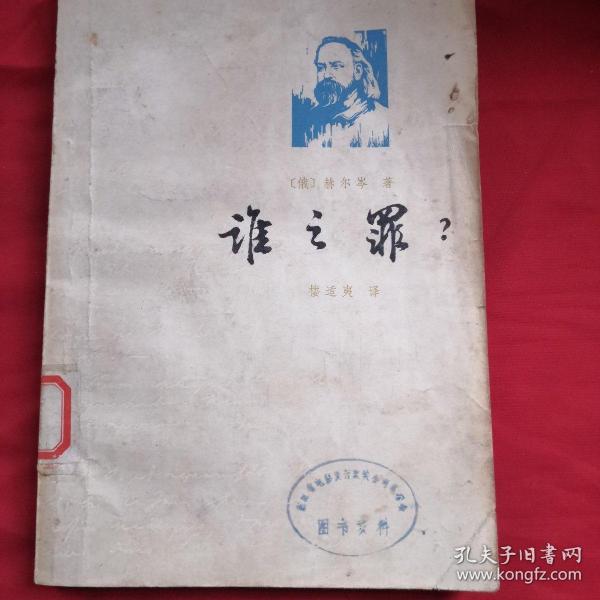 〔俄〕赫尔岑 著
谁之罪?
楼适夷 译
图书资料
孔夫子旧书网
www.kongfz.com